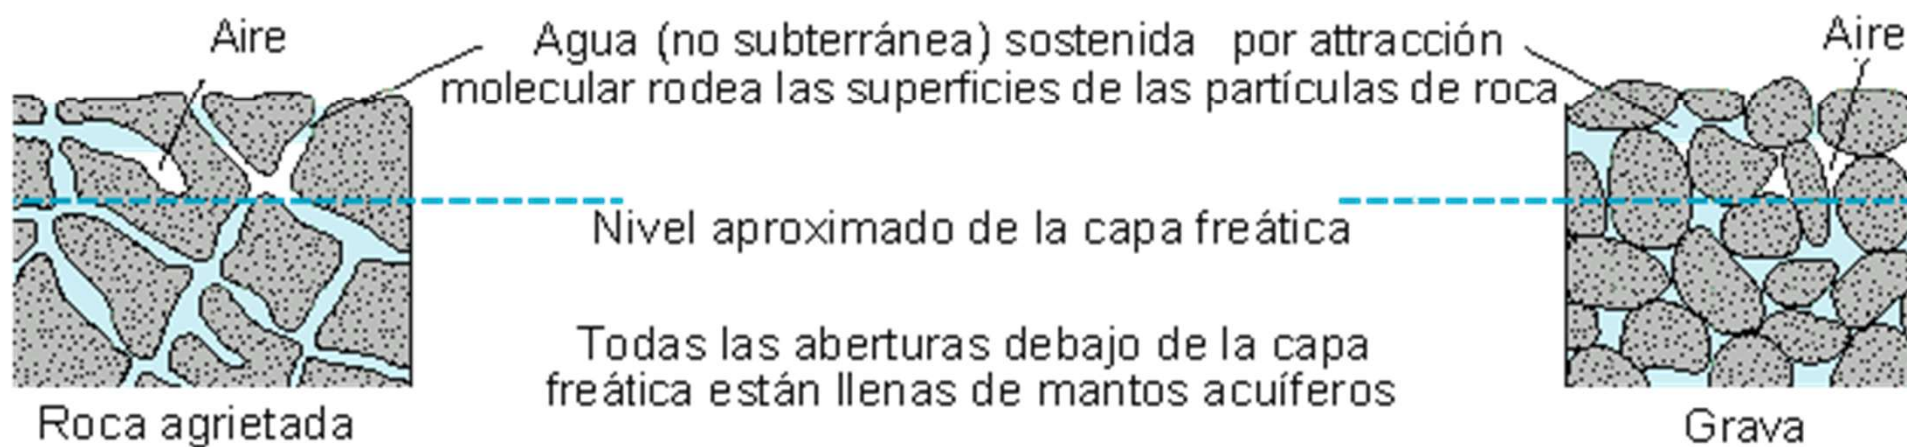 Aire
Agua (no subterránea) sostenida por attracción
molecular rodea las superficies de las partículas de roca
Aire
Nivel aproximado de la capa freática
Todas las aberturas debajo de la capa
freática están llenas de mantos acuíferos
Roca agrietada
Grava